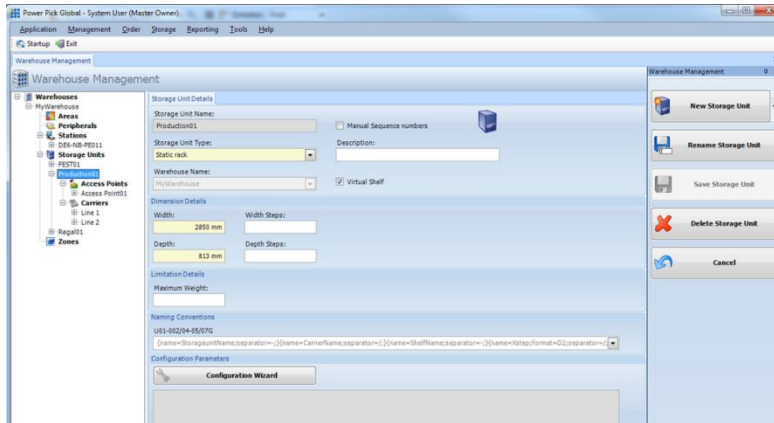 Power Pick Global - System User (Master Owner)
Application Management Order Storage Reporting Tools Help
Startup Exit
Warehouse Management
Warehouse Management
Warehouses
MyWarehouse
Areas
Peripherals
Stations
DE6-NB-PE011
Storage Units
FEST01
Production01
Access Points
Access Point01
Carriers
Line 1
Line 2
Regal01
Zones
Storage Unit Details
Storage Unit Name:
Production01
Manual Sequence numbers
Storage Unit Type:
Description:
Static rack
Warehouse Name:
MyWarehouse
Virtual Shelf
Dimension Details
Width:
Width Steps:
2850 mm
Depth:
Depth Steps:
813 mm
Limitation Details
Maximum Weight:
Naming Conventions
U01-002/04-05/07G
{name=StorageunitName;separator=-;}{name=CarrierName;separator=/;}{name=ShelfName;separator=-;}{name=Xstep;format=D2;separator=/;
Configuration Parameters
Configuration Wizard
Warehouse Management
New Storage Unit
Rename Storage Unit
Save Storage Unit
Delete Storage Unit
Cancel